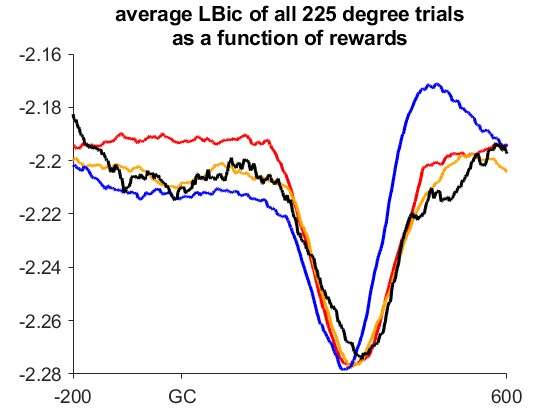 average LBic of all 225 degree trials
as a function of rewards
-2.16
-2.18
-2.2
-2.22
-2.24
-2.26
-2.28
-200 GC 600